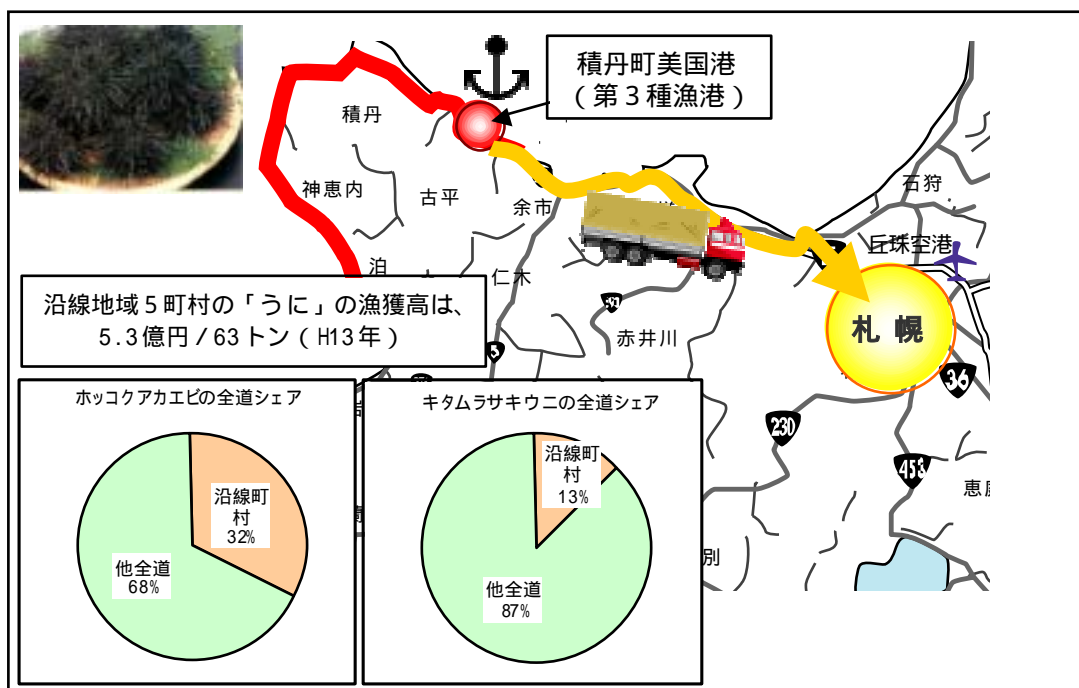 積丹町美国港
(第3種漁港)
積丹
神恵内
古平
余市
泊
仁木
赤井川
石狩
丘珠空港
札幌
沿線地域5町村の「うに」の漁獲高は、
5.3億円/63トン(H13年)
5
36
230
453
恵
別
ホッコクアカエビの全道シェア
沿線町
村
32%
他全道
68%
キタムラサキウニの全道シェア
沿線町
村
13%
他全道
87%